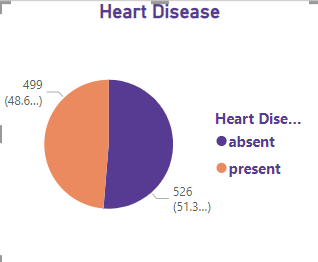 Heart Disease
499
(48.6...)
Heart Dise...
absent
present
526
(51.3...)